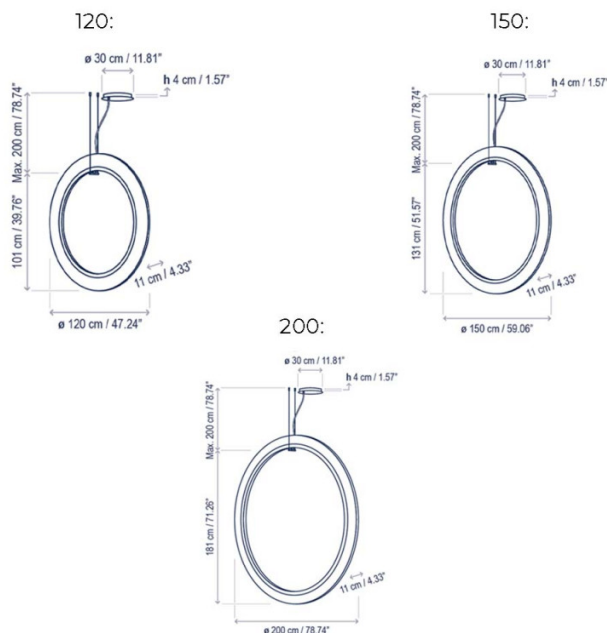 120:
ø 30 cm / 11.81"
h 4 cm / 1.57"
Max. 200 cm / 78.74"
101 cm / 39.76"
11 cm / 4.33"
ø 120 cm / 47.24"
150:
ø 30 cm / 11.81"
h 4 cm / 1.57"
Max. 200 cm / 78.74"
131 cm / 51.57"
11 cm / 4.33"
ø 150 cm / 59.06"
200:
ø 30 cm / 11.81"
h 4 cm / 1.57"
Max. 200 cm / 78.74"
181 cm / 71.26"
11 cm / 4.33"
ø 200 cm / 78.74"